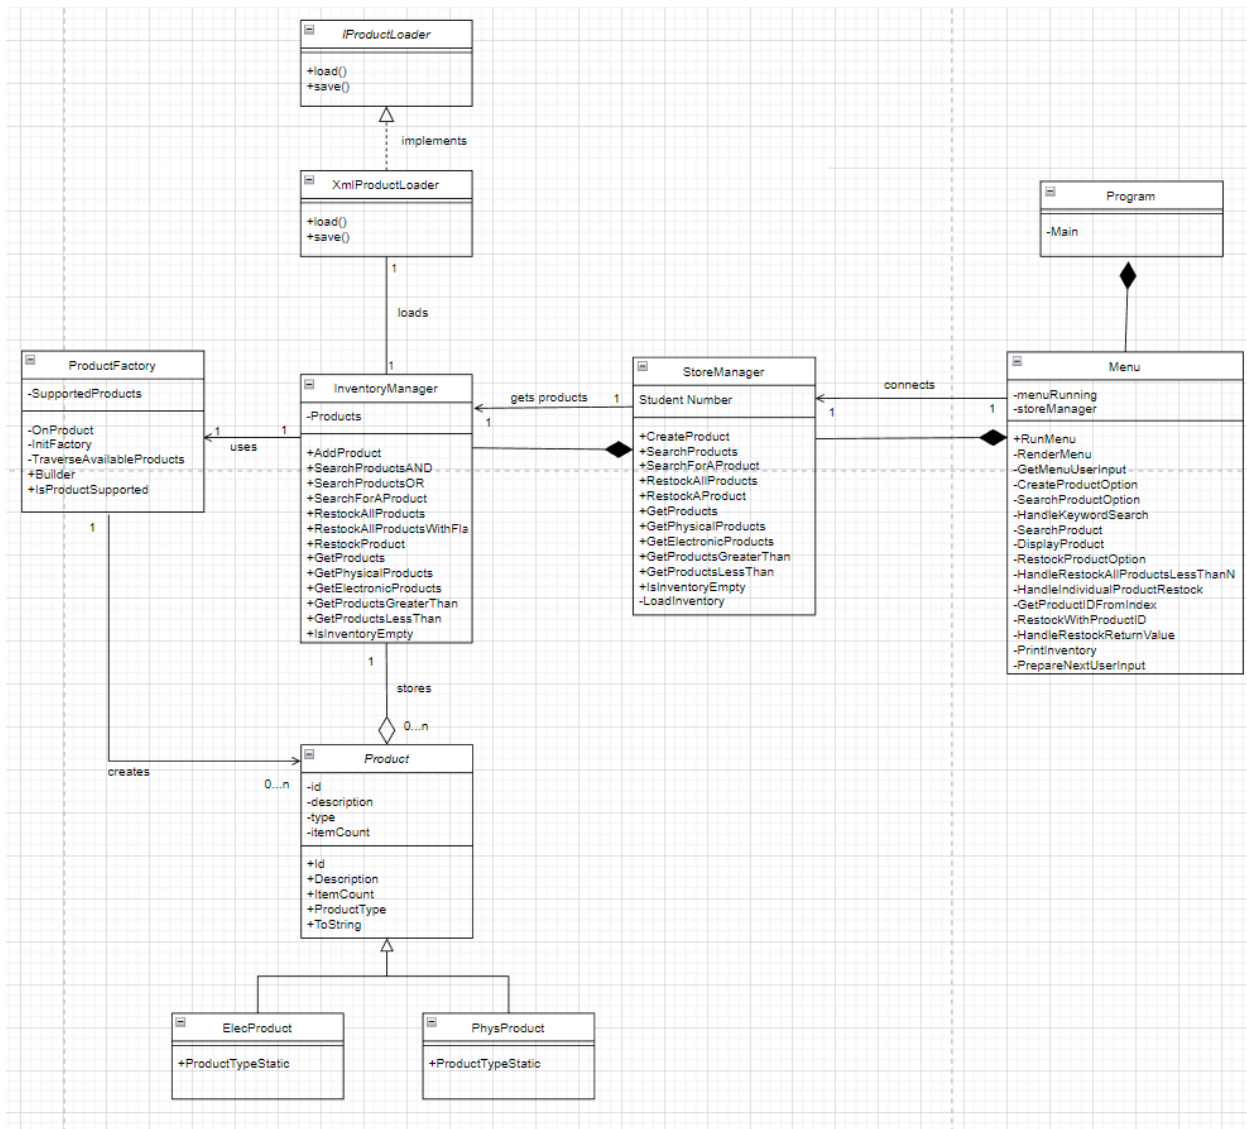 IProductLoader
+load()
+save()
implements
XmlProductLoader
+load()
+save()
1
loads
1
Program
-Main
ProductFactory
-SupportedProducts
-OnProduct
-InitFactory
-TraverseAvailableProducts
+Builder
+IsProductSupported
1
uses
1
1
creates
0...n
InventoryManager
-Products
+AddProduct
+SearchProductsAND
+SearchProductsOR
+SearchForAProduct
+RestockAllProducts
+RestockAllProductsWithFla
+RestockProduct
+GetProducts
+GetPhysicalProducts
+GetElectronicProducts
+GetProductsGreaterThan
+GetProductsLessThan
+IsInventoryEmpty
gets products
1
1
StoreManager
Student Number
+CreateProduct
+SearchProducts
+SearchForAProduct
+RestockAllProducts
+RestockAProduct
+GetProducts
+GetPhysicalProducts
+GetElectronicProducts
+GetProductsGreaterThan
+GetProductsLessThan
+IsInventoryEmpty
-LoadInventory
connects
1
1
Menu
-menuRunning
-storeManager
+RunMenu
-RenderMenu
-GetMenuUserInput
-CreateProductOption
-SearchProductOption
-HandleKeywordSearch
-SearchProduct
-DisplayProduct
-RestockProductOption
-HandleRestockAllProductsLessThanN
-HandleIndividualProductRestock
-GetProductIDFromIndex
-RestockWithProductID
-HandleRestockReturnValue
-PrintInventory
-PrepareNextUserInput
1
stores
0...n
Product
-id
-description
-type
-itemCount
+Id
+Description
+ItemCount
+ProductType
+ToString
ElecProduct
+ProductTypeStatic
PhysProduct
+ProductTypeStatic